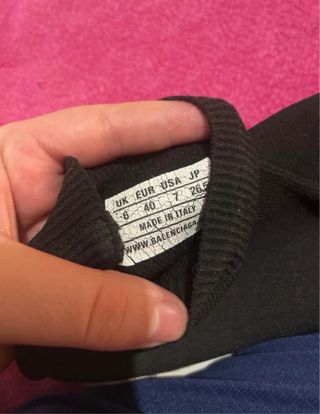 UK EUR USA JP
6 40 7 26,5
MADE IN ITALY
WWW.BALENCIAGA